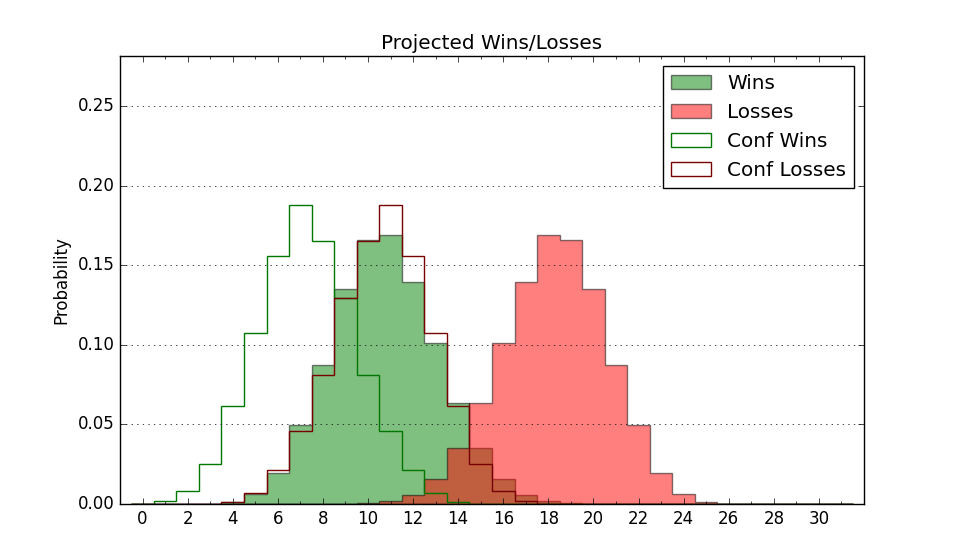 Projected Wins/Losses
Wins
Losses
Conf Wins
Conf Losses
Probability
0.25
0.20
0.15
0.10
0.05
0.00
0 2 4 6 8 10 12 14 16 18 20 22 24 26 28 30